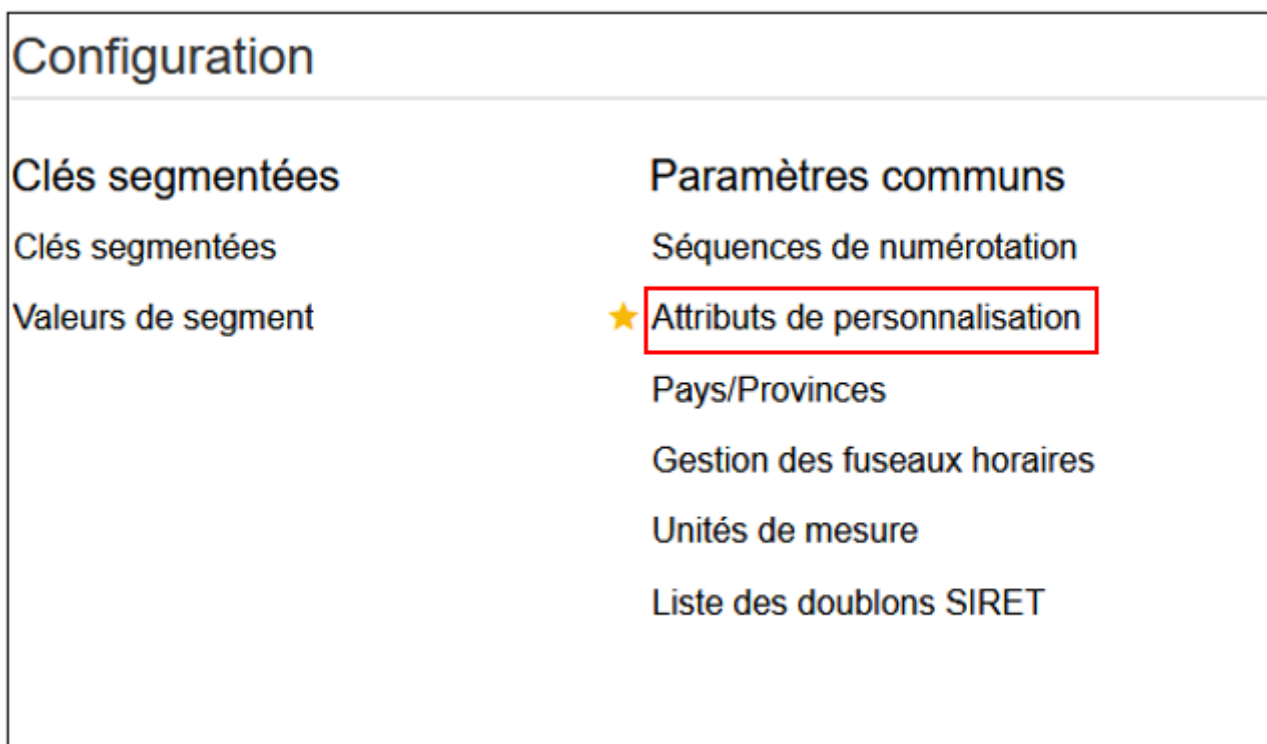 Configuration
Clés segmentées
Clés segmentées
Valeurs de segment
Paramètres communs
Séquences de numérotation
Attributs de personnalisation
Pays/Provinces
Gestion des fuseaux horaires
Unités de mesure
Liste des doublons SIRET